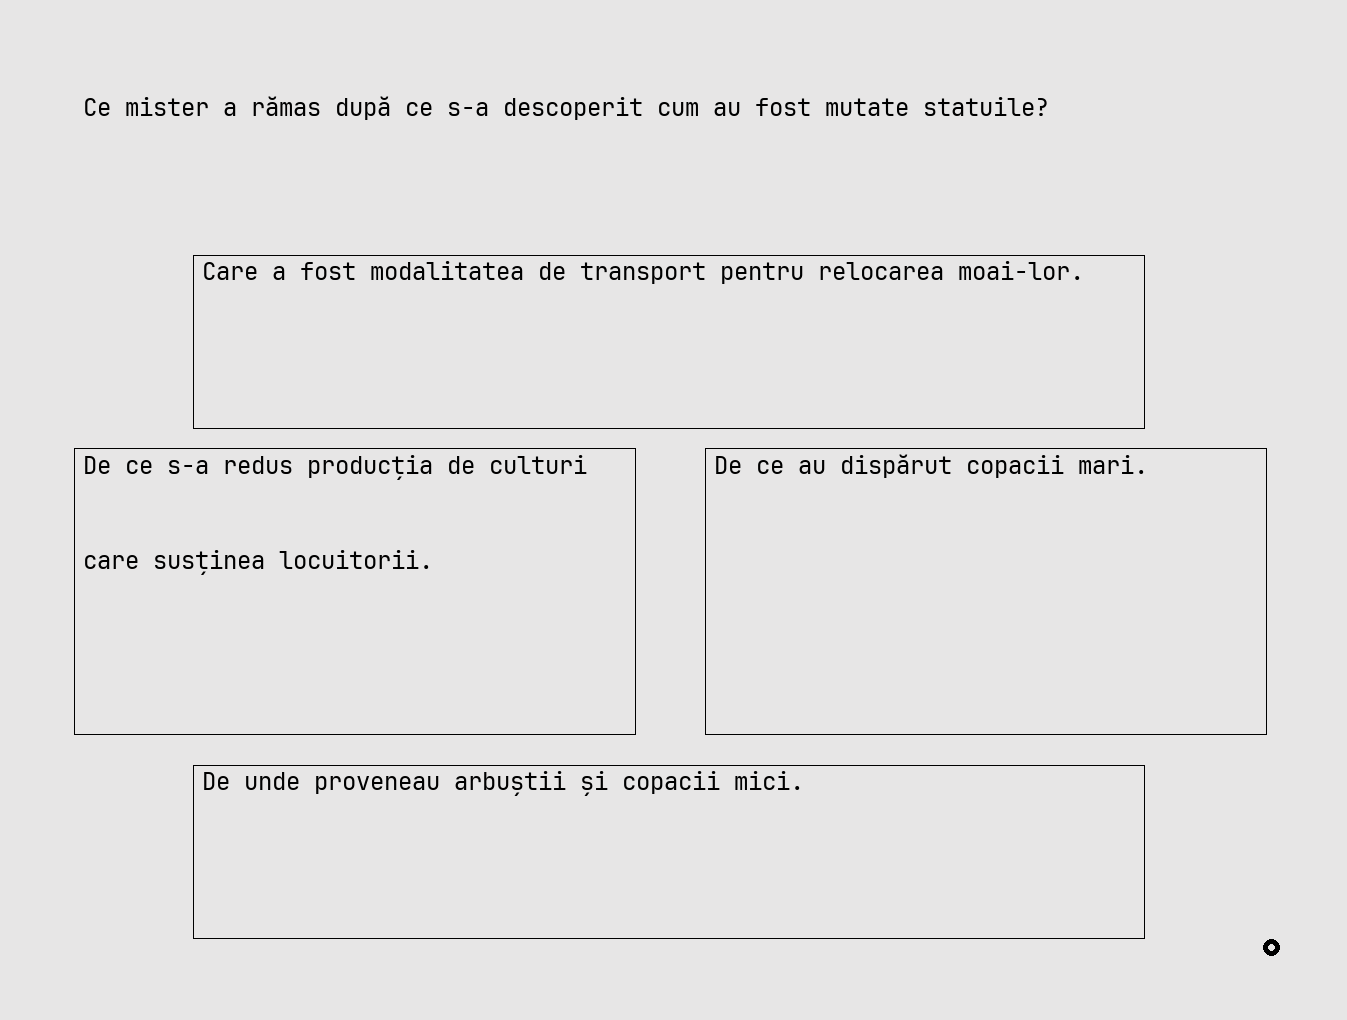 Ce mister a rămas după ce s-a descoperit cum au fost mutate statuile?
Care a fost modalitatea de transport pentru relocarea moai-lor.
De ce s-a redus producția de culturi
care susținea locuitorii.
De ce au dispărut copacii mari.
De unde proveneau arbuștii și copacii mici.